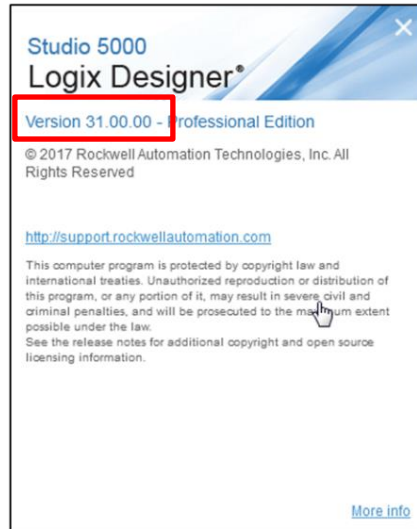 Studio 5000
Logix Designer®
Version 31.00.00 - Professional Edition
© 2017 Rockwell Automation Technologies, Inc. All
Rights Reserved
http://support.rockwellautomation.com
This computer program is protected by copyright law and
international treaties. Unauthorized reproduction or distribution of
this program, or any portion of it, may result in severe civil and
criminal penalties, and will be prosecuted to the maximum extent
possible under the law.
See the release notes for additional copyright and open source
licensing information.
More info